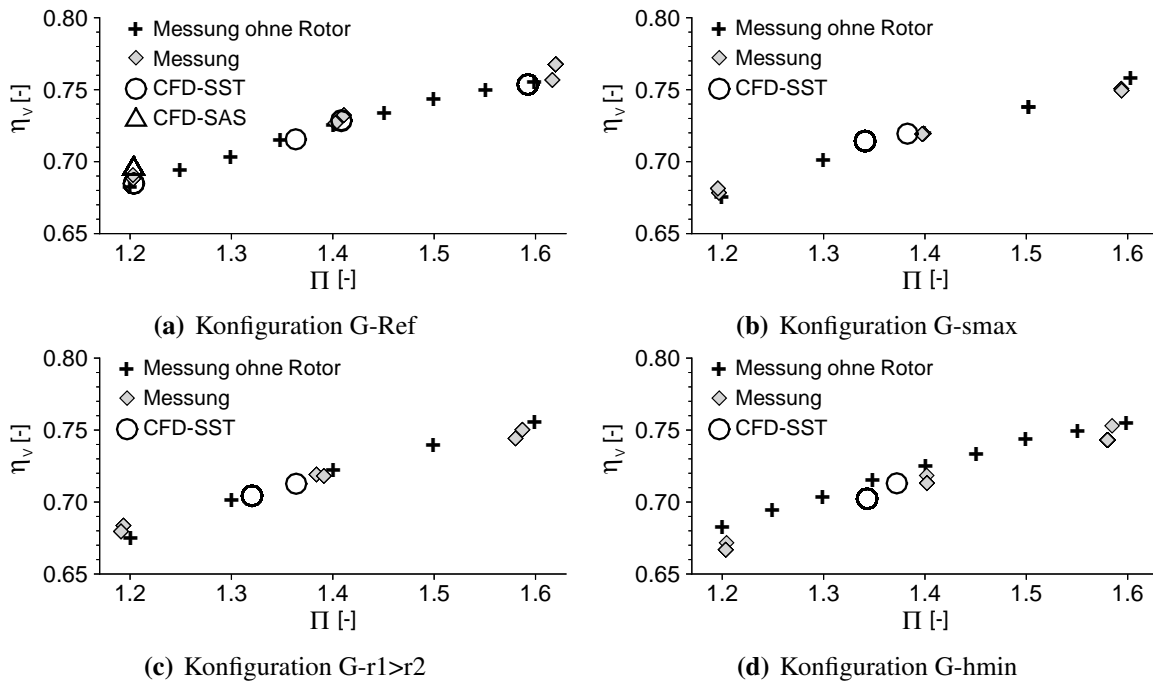 0.80
0.75
0.70
0.65
ηv [-]
Messung ohne Rotor
Messung
CFD-SST
CFD-SAS
1.2 1.3 1.4 1.5 1.6
Π [-]
(a) Konfiguration G-Ref
0.80
0.75
0.70
0.65
ηv [-]
Messung ohne Rotor
Messung
CFD-SST
1.2 1.3 1.4 1.5 1.6
Π [-]
(b) Konfiguration G-smax
0.80
0.75
0.70
0.65
ηv [-]
Messung ohne Rotor
Messung
CFD-SST
1.2 1.3 1.4 1.5 1.6
Π [-]
(c) Konfiguration G-r1>r2
0.80
0.75
0.70
0.65
ηv [-]
Messung ohne Rotor
Messung
CFD-SST
1.2 1.3 1.4 1.5 1.6
Π [-]
(d) Konfiguration G-hmin